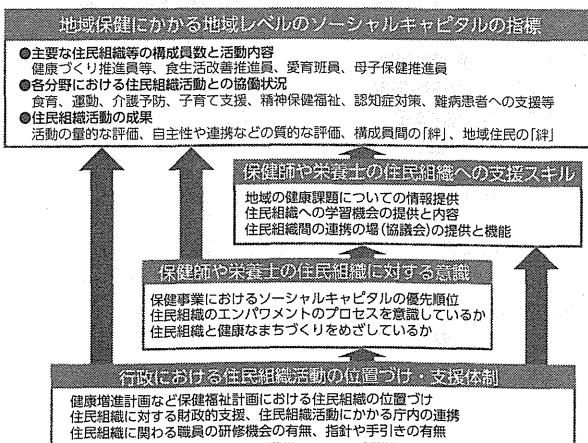 地域保健にかかる地域レベルのソーシャルキャピタルの指標
●主要な住民組織等の構成員数と活動内容
健康づくり推進員等、食生活改善推進員、愛育班員、母子保健推進員
●各分野における住民組織活動との協働状況
食育、運動、介護予防、子育て支援、精神保健福祉、認知症対策、難病患者への支援等
●住民組織活動の成果
活動の量的な評価、自主性や連携などの質的な評価、構成員間の「絆」、地域住民の「絆」
保健師や栄養士の住民組織への支援スキル
地域の健康課題についての情報提供
住民組織への学習機会の提供と内容
住民組織間の連携の場(協議会)の提供と機能
保健師や栄養士の住民組織に対する意識
保健事業におけるソーシャルキャピタルの優先順位
住民組織のエンパワメントのプロセスを意識しているか
住民組織と健康なまちづくりをめざしているか
行政における住民組織活動の位置づけ・支援体制
健康増進計画など保健福祉計画における住民組織の位置づけ
住民組織に対する財政的支援、住民組織活動にかかる庁内の連携
住民組織に関わる職員の研修機会の有無、指針や手引きの有無